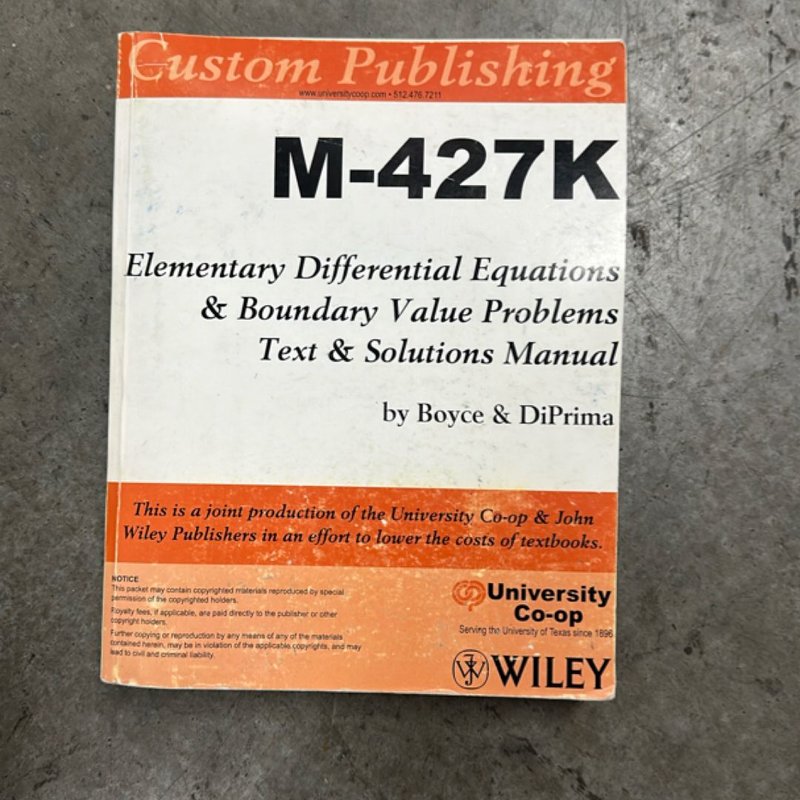 Custom Publishing
www.universitycoop.com • 512.476.7211
M-427K
Elementary Differential Equations
& Boundary Value Problems
Text & Solutions Manual
by Boyce & DiPrima
This is a joint production of the University Co-op & John
Wiley Publishers in an effort to lower the costs of textbooks.
NOTICE
This packet may contain copyrighted materials reproduced by special
permission of the copyrighted holders.
Royalty fees, if applicable, are paid directly to the publisher or other
copyright holders.
Further copying or reproduction by any means of any of the materials
contained herein, may be in violation of the applicable copyrights, and may
lead to civil and criminal liability.
University
Co-op
Serving the University of Texas since 1896
WILEY